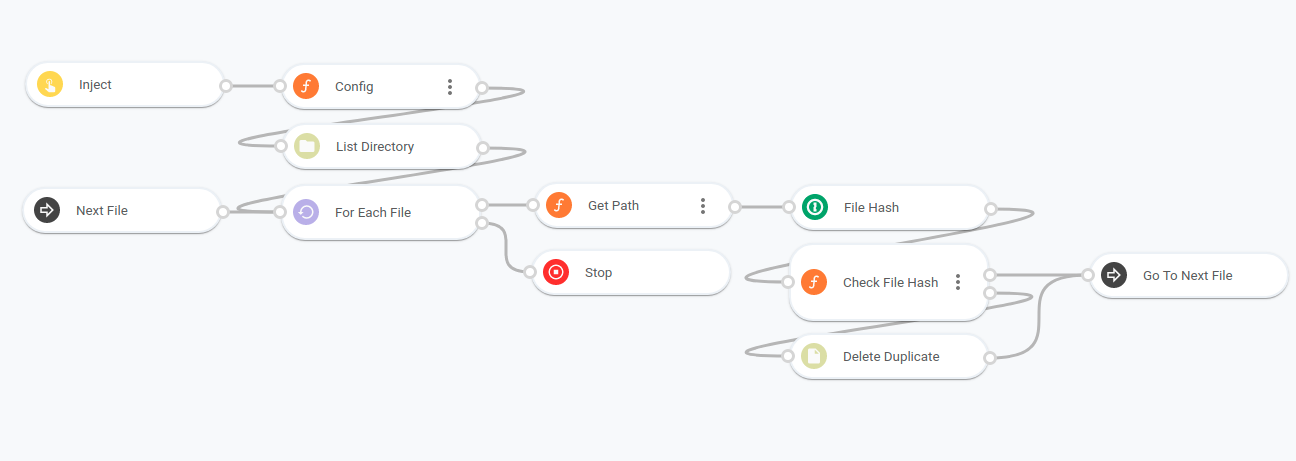 Inject
Config
List Directory
Next File
For Each File
Get Path
File Hash
Stop
Check File Hash
Go To Next File
Delete Duplicate